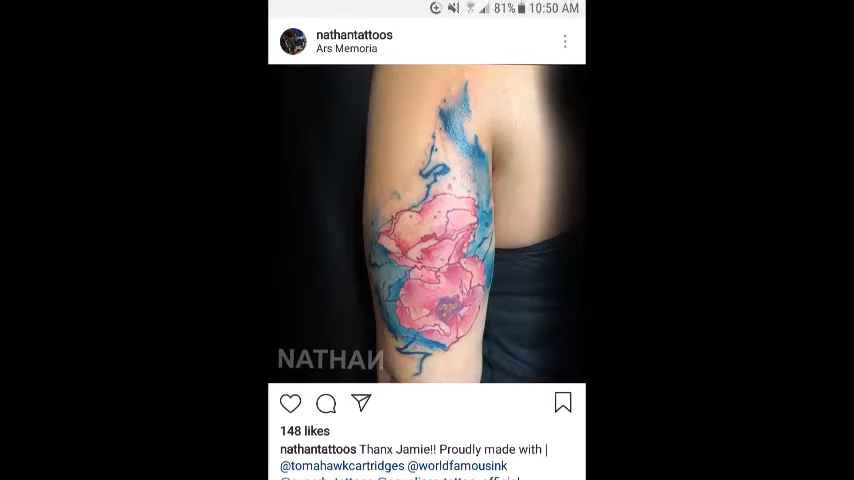 81% 10:50 AM
nathantattoos
Ars Memoria
NATHAN
148 likes
nathantattoos Thanx Jamie!! Proudly made with |
@tomahawkcartridges @worldfamousink